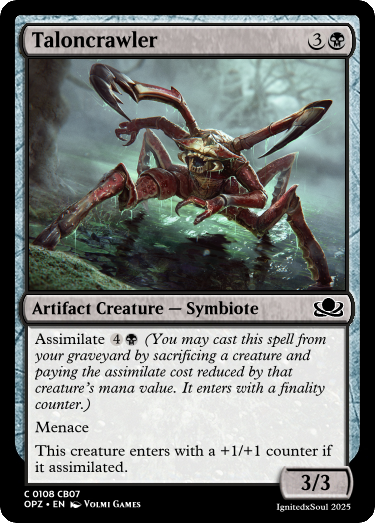 Taloncrawler 3
Artifact Creature — Symbiote
Assimilate 4 (You may cast this spell from
your graveyard by sacrificing a creature and
paying the assimilate cost reduced by that
creature's mana value. It enters with a finality
counter.)
Menace
This creature enters with a +1/+1 counter if
it assimilated.
3/3
C 0108 CB07
OPZ • EN Volmi Games
IgnitedxSoul 2025